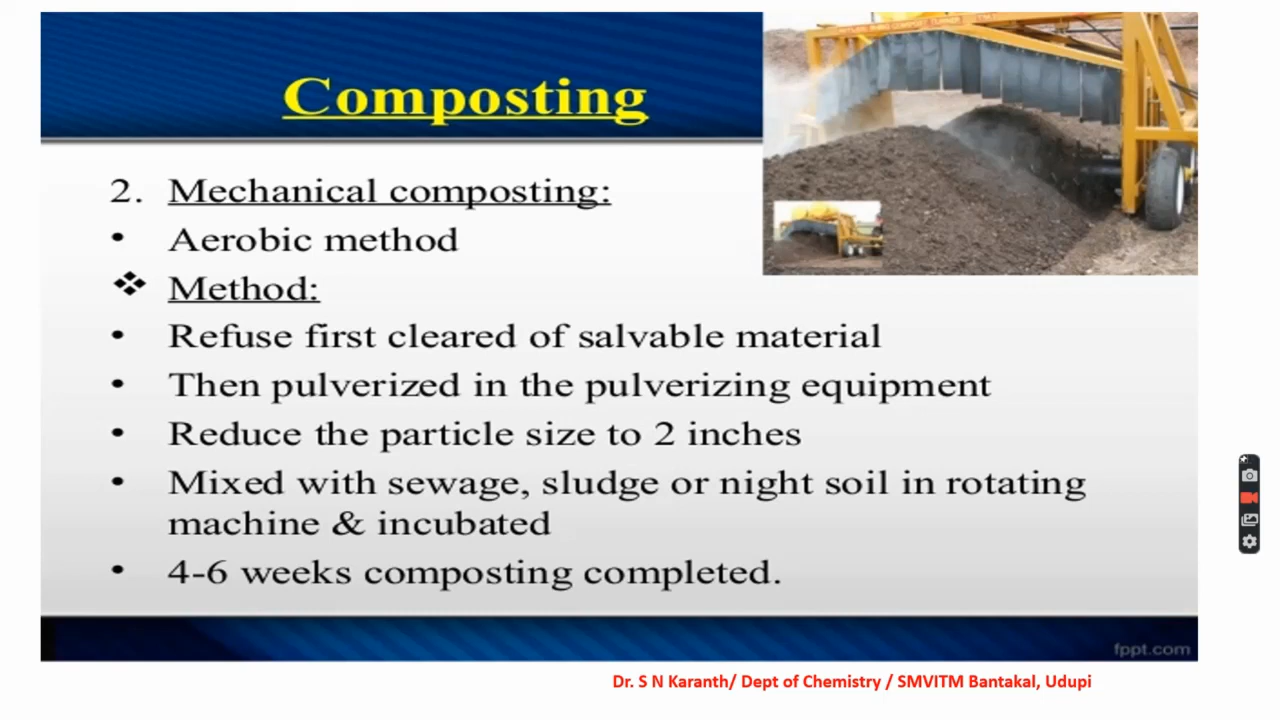 Composting
2. Mechanical composting:
• Aerobic method
❖ Method:
• Refuse first cleared of salvable material
• Then pulverized in the pulverizing equipment
• Reduce the particle size to 2 inches
• Mixed with sewage, sludge or night soil in rotating
machine & incubated
• 4-6 weeks composting completed.
fppt.com
Dr. S N Karanth/ Dept of Chemistry / SMVITM Bantakal, Udupi